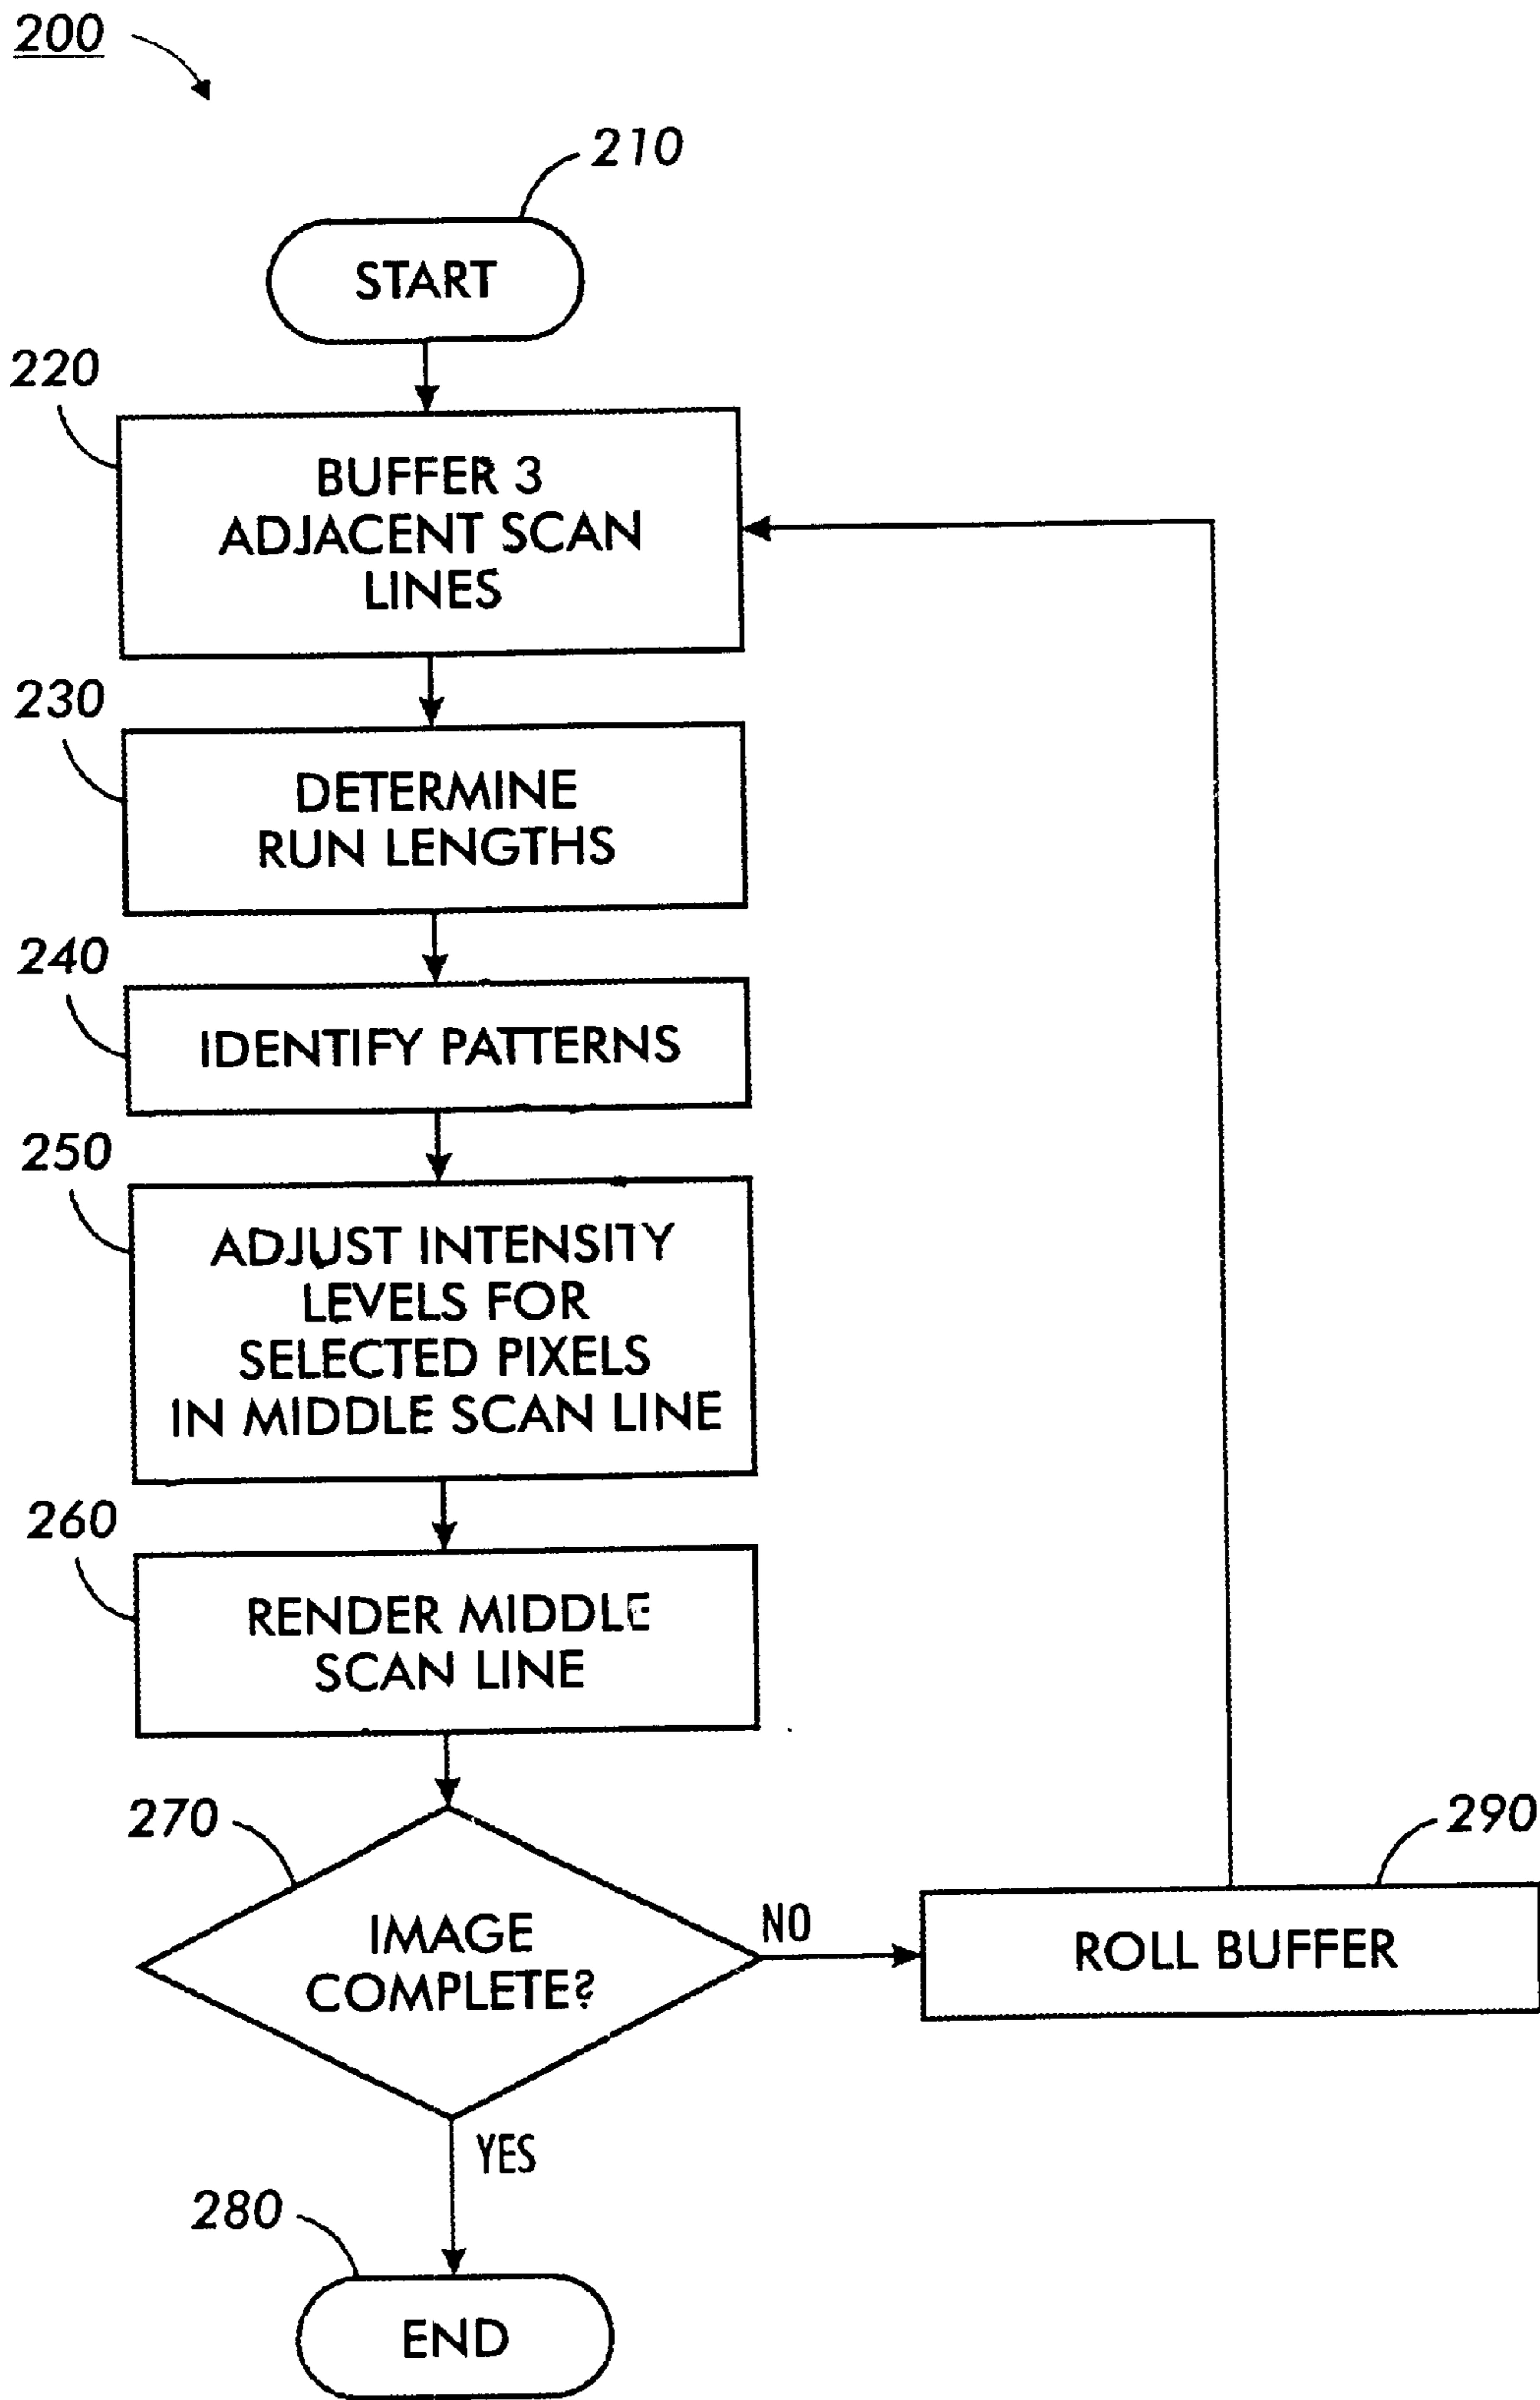 200
210
START
220
BUFFER 3
ADJACENT SCAN
LINES
230
DETERMINE
RUN LENGTHS
240
IDENTIFY PATTERNS
250
ADJUST INTENSITY
LEVELS FOR
SELECTED PIXELS
IN MIDDLE SCAN LINE
260
RENDER MIDDLE
SCAN LINE
270
IMAGE
COMPLETE?
NO
290
ROLL BUFFER
YES
280
END